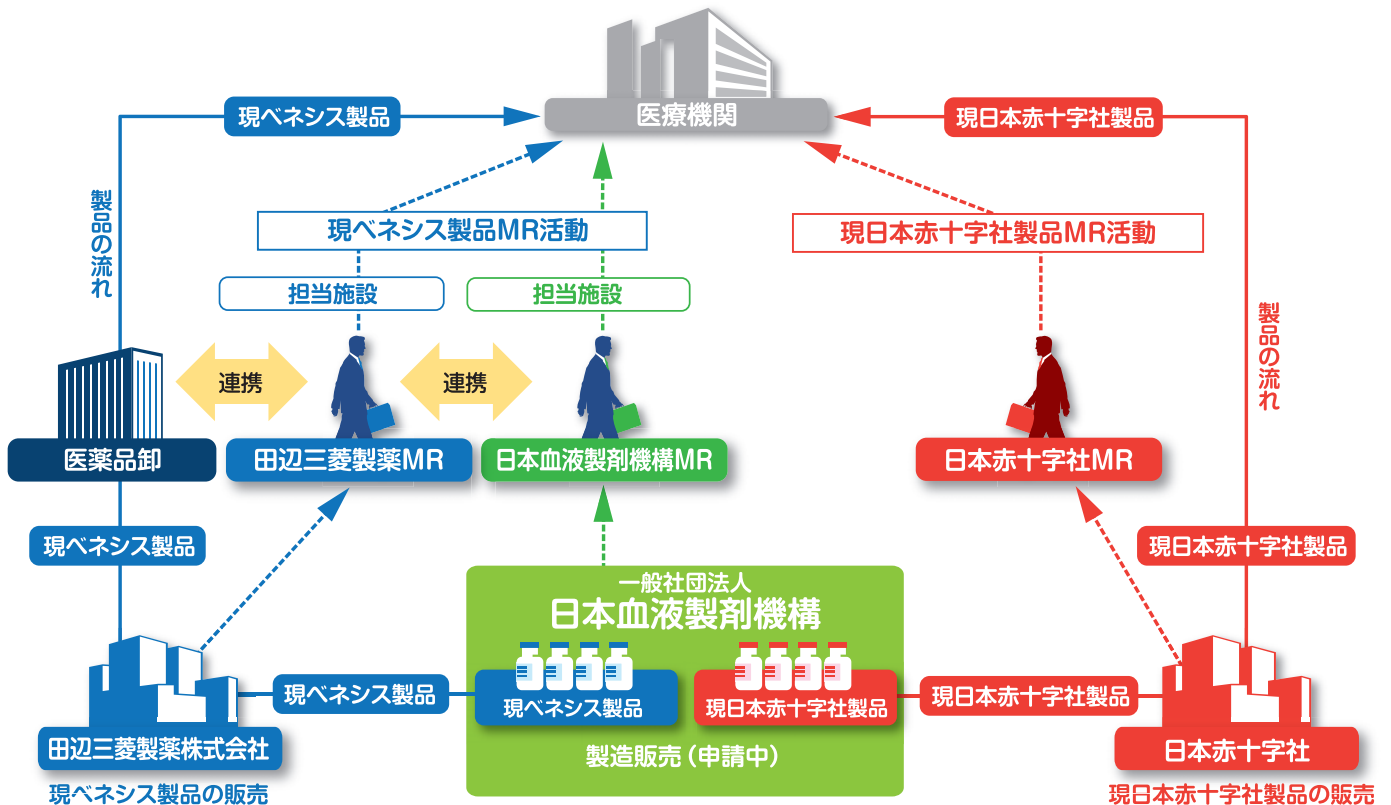 医療機関
現ベネシス製品
現日本赤十字社製品
製品の流れ
現ベネシス製品MR活動
現日本赤十字社製品MR活動
担当施設
担当施設
製品の流れ
連携
連携
医薬品卸
田辺三菱製薬MR
日本血液製剤機構MR
日本赤十字社MR
現ベネシス製品
現日本赤十字社製品
一般社団法人
日本血液製剤機構
現ベネシス製品
現ベネシス製品
現日本赤十字社製品
現日本赤十字社製品
田辺三菱製薬株式会社
製造販売（申請中）
日本赤十字社
現ベネシス製品の販売
現日本赤十字社製品の販売